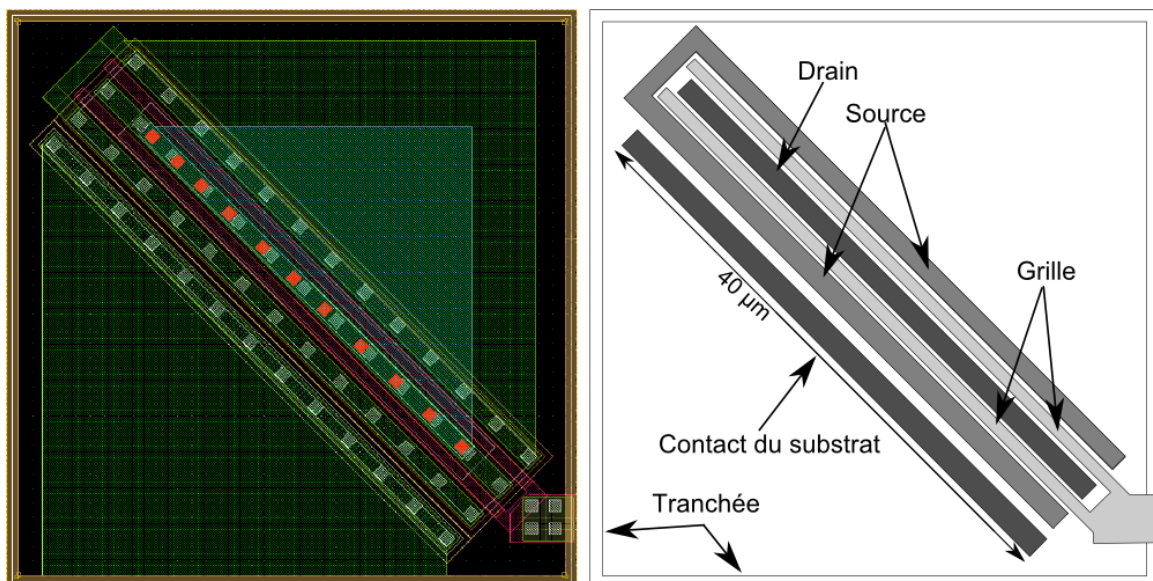 Drain
Source
Grille
40 µm
Contact du substrat
Tranchée